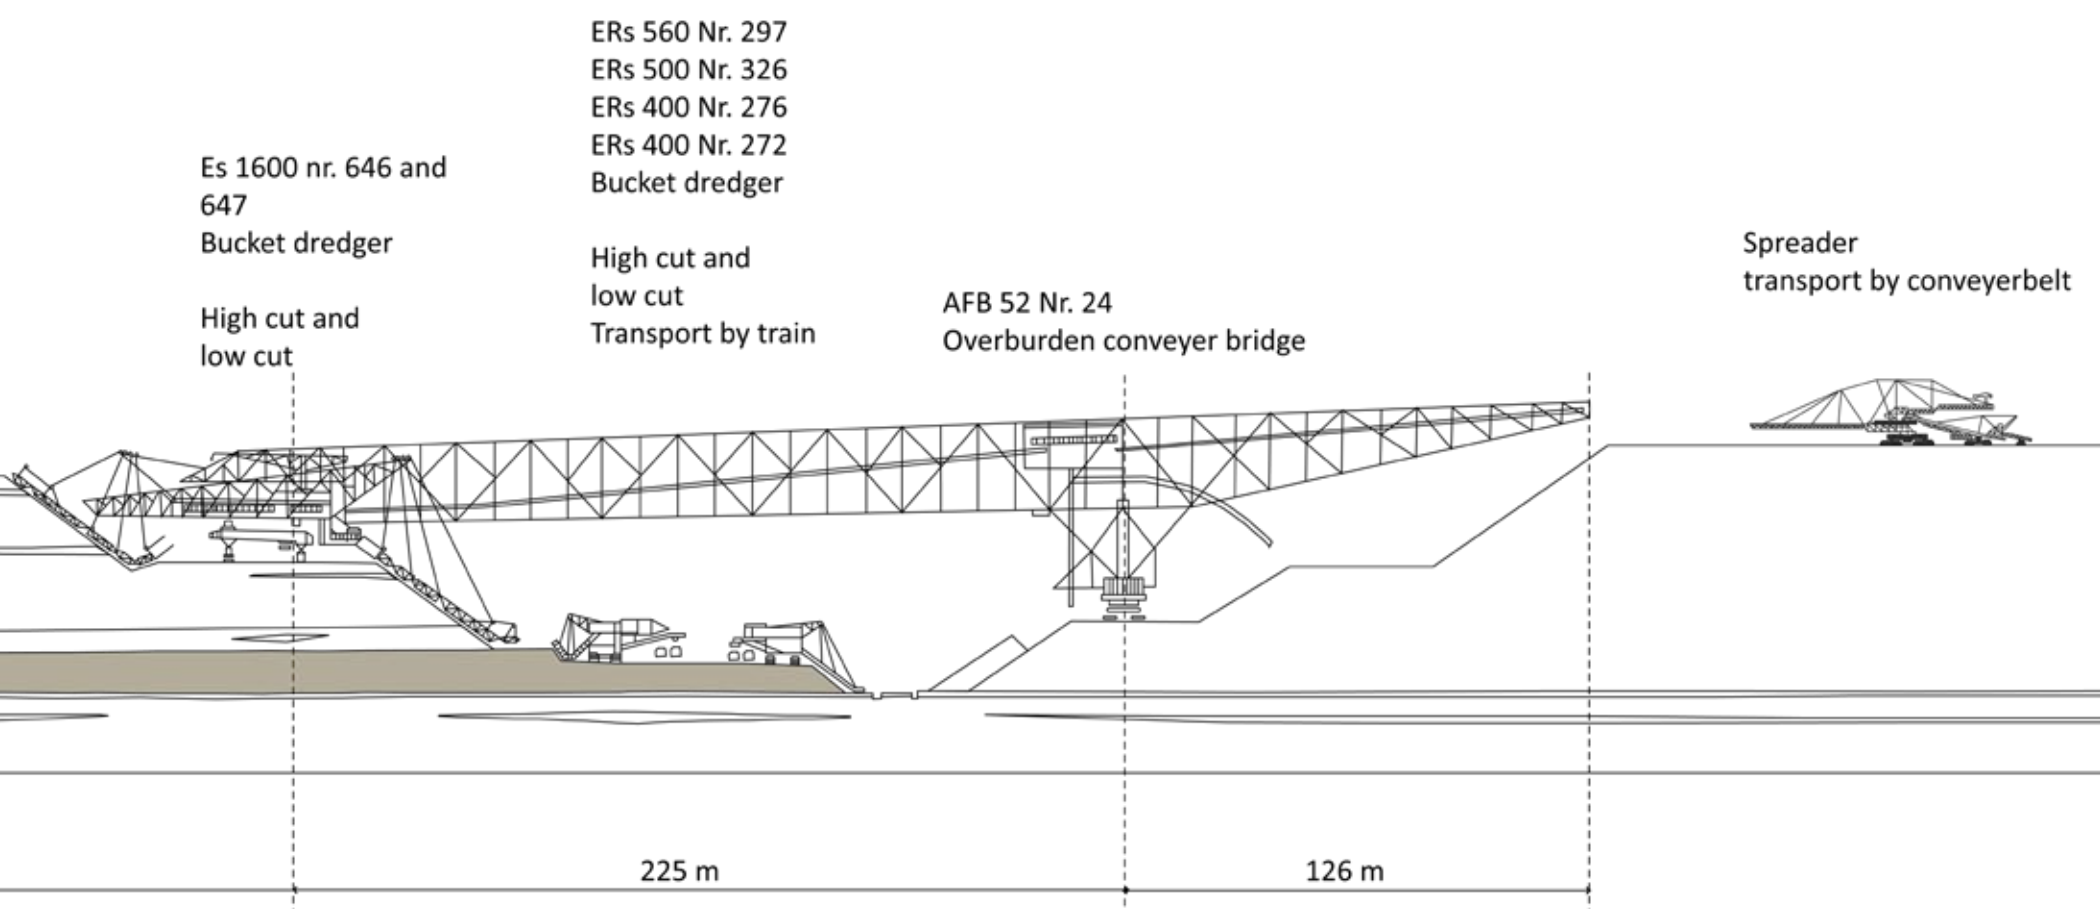 ERs 560 Nr. 297
ERs 500 Nr. 326
ERs 400 Nr. 276
ERs 400 Nr. 272
Bucket dredger
High cut and
low cut
Transport by train
Es 1600 nr. 646 and
647
Bucket dredger
High cut and
low cut
AFB 52 Nr. 24
Overburden conveyer bridge
Spreader
transport by conveyerbelt
225 m
126 m